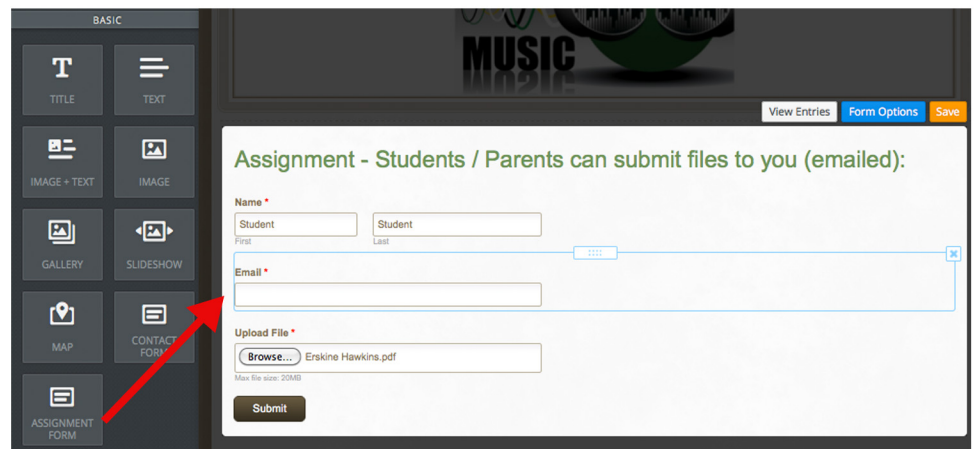 BASIC
TITLE
TEXT
IMAGE + TEXT
IMAGE
GALLERY
SLIDESHOW
MAP
CONTACT
FORM
ASSIGNMENT
FORM
MUSIC
View Entries
Form Options
Save
Assignment - Students / Parents can submit files to you (emailed):
Name *
Student
Student
First
Last
Email *
Upload File *
Browse... Erskine Hawkins.pdf
Max file size: 20MB
Submit